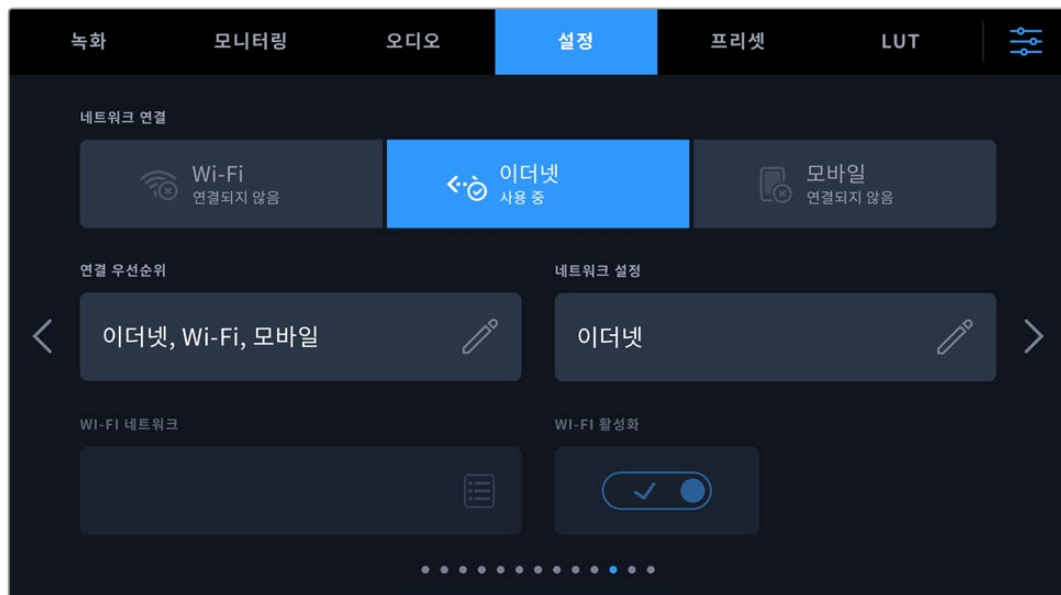 녹화
모니터링
오디오
설정
프리셋
LUT
네트워크 연결
Wi-Fi
연결되지 않음
이더넷
사용 중
모바일
연결되지 않음
연결 우선순위
네트워크 설정
이더넷, Wi-Fi, 모바일
이더넷
WI-FI 네트워크
WI-FI 활성화